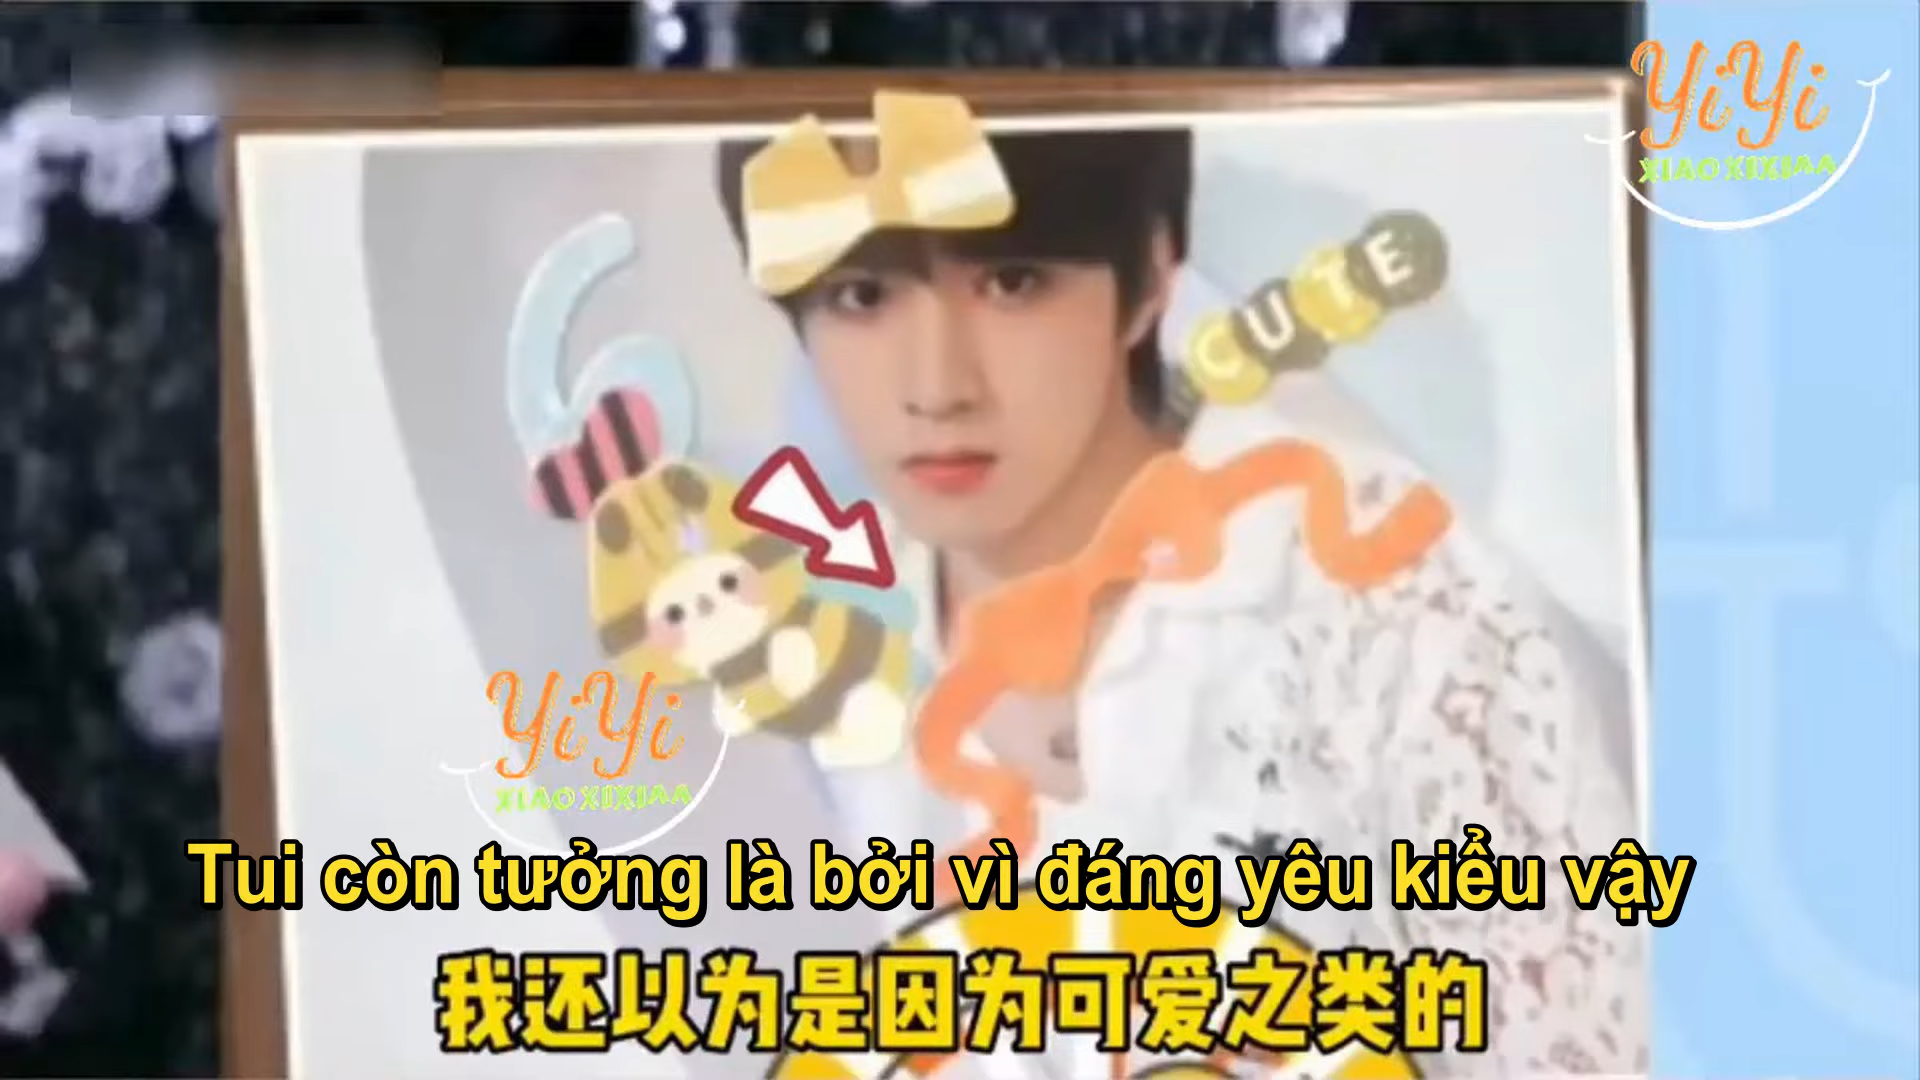 YiYi
XIAO XIXIAA
CUTE
6
YiYi
XIAO XIXIAA
Tui còn tưởng là bởi vì đáng yêu kiểu vậy
我还以为是因为可爱之类的